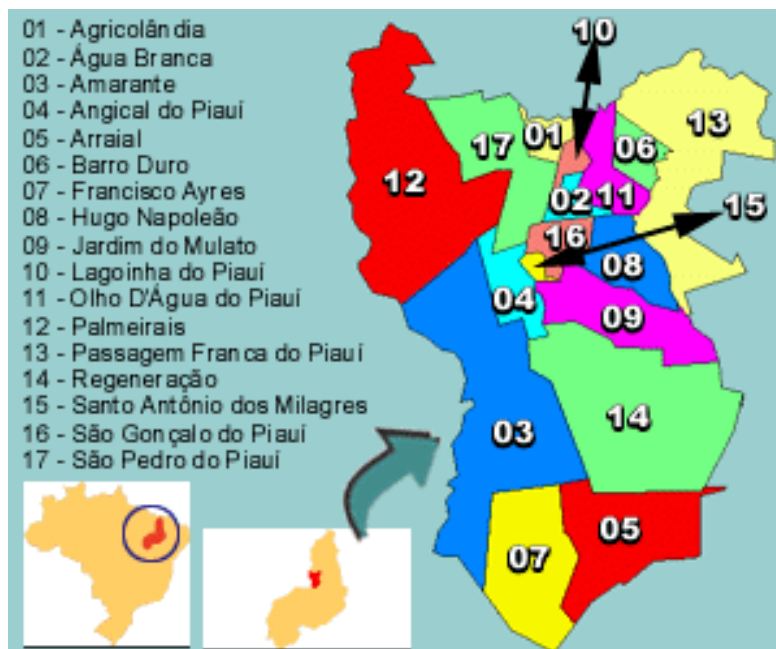 01 - Agricolândia
02 - Água Branca
03 - Amarante
04 - Angical do Piauí
05 - Arraial
06 - Barro Duro
07 - Francisco Ayres
08 - Hugo Napoleão
09 - Jardim do Mulato
10 - Lagoinha do Piauí
11 - Olho D'Água do Piauí
12 - Palmeirais
13 - Passagem Franca do Piauí
14 - Regeneração
15 - Santo Antônio dos Milagres
16 - São Gonçalo do Piauí
17 - São Pedro do Piauí
10
13
01
17
06
12
02
11
15
16
08
04
09
14
03
05
07